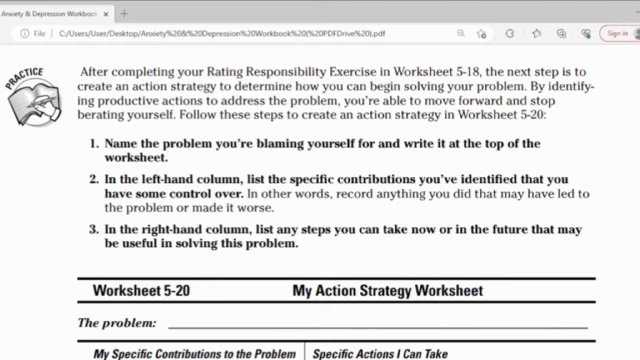 Anxiety & Depression Workbook
File
C:/Users/User/Desktop/Anxiety%20&%20Depression%20Workbook%20(%20PDFDrive%20).pdf
Sign in
PRACTICE
After completing your Rating Responsibility Exercise in Worksheet 5-18, the next step is to
create an action strategy to determine how you can begin solving your problem. By identify-
ing productive actions to address the problem, you're able to move forward and stop
berating yourself. Follow these steps to create an action strategy in Worksheet 5-20:
1. Name the problem you're blaming yourself for and write it at the top of the
worksheet.
2. In the left-hand column, list the specific contributions you've identified that you
have some control over. In other words, record anything you did that may have led to
the problem or made it worse.
3. In the right-hand column, list any steps you can take now or in the future that may
be useful in solving this problem.
Worksheet 5-20 My Action Strategy Worksheet
The problem:
My Specific Contributions to the Problem Specific Actions I Can Take